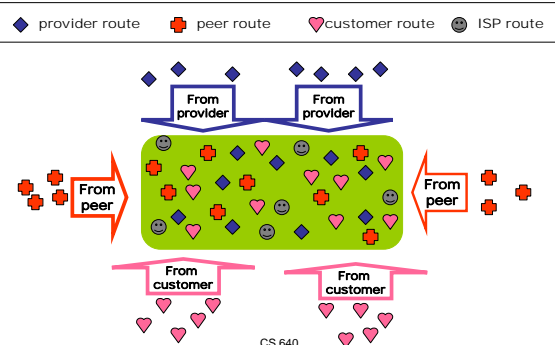 provider route peer route customer route ISP route
From
provider
From
provider
From
peer
From
peer
From
customer
From
customer
CS 640